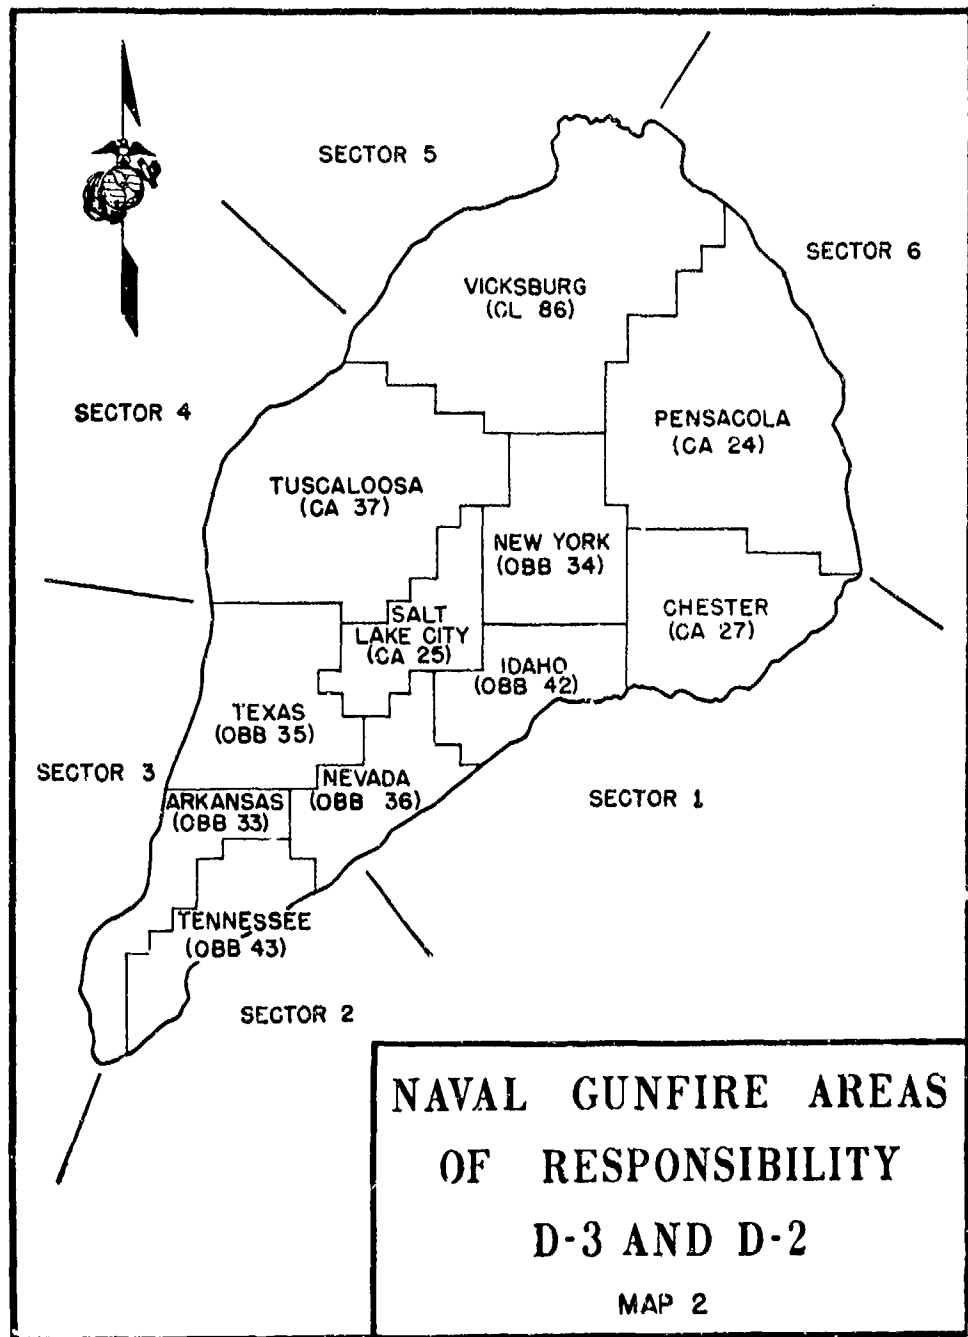 SECTOR 5
SECTOR 6
VICKSBURG
(CL 86)
SECTOR 4
PENSACOLA
(CA 24)
TUSCALOOSA
(CA 37)
NEW YORK
(OBB 34)
CHESTER
(CA 27)
SALT
LAKE CITY
(CA 25)
IDAHO
(OBB 42)
TEXAS
(OBB 35)
SECTOR 3
NEVADA
(OBB 36)
SECTOR 1
ARKANSAS
(OBB 33)
TENNESSEE
(OBB 43)
SECTOR 2
NAVAL GUNFIRE AREAS
OF RESPONSIBILITY
D-3 AND D-2
MAP 2